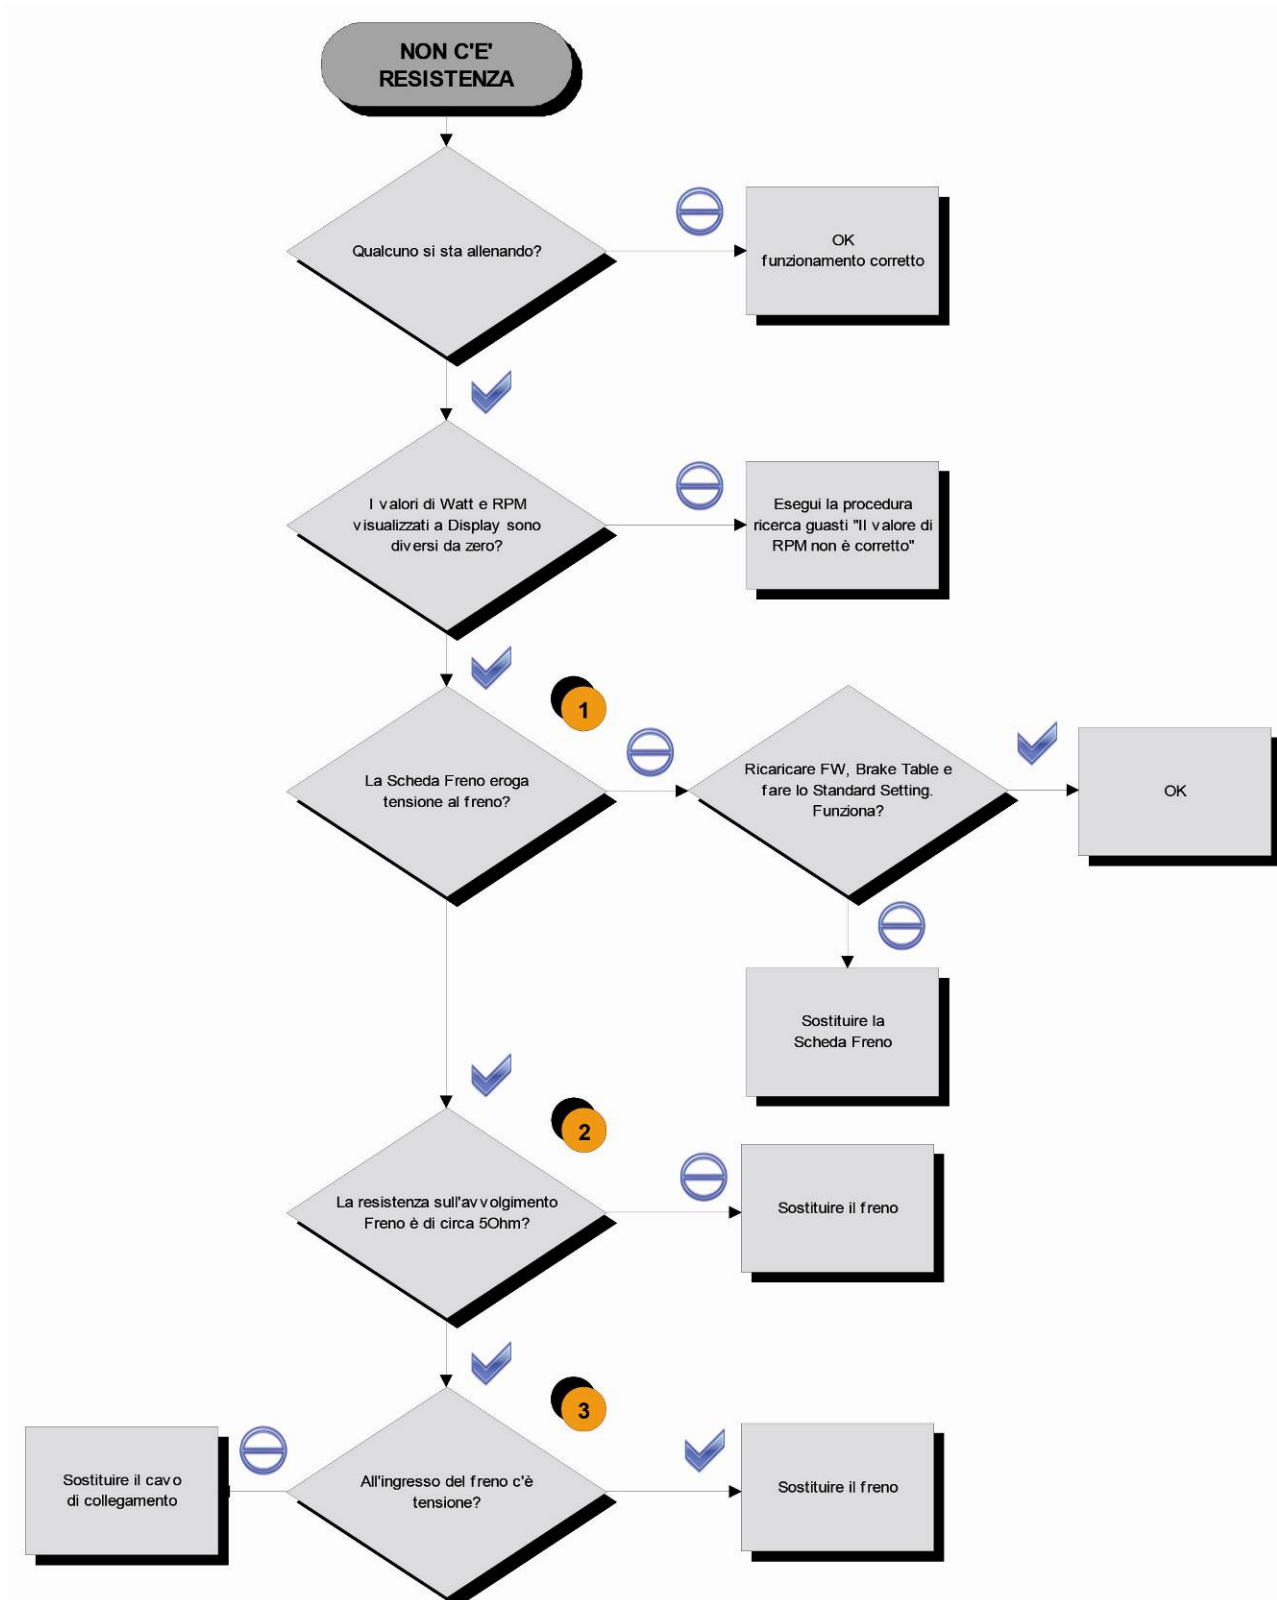 NON C'E'
RESISTENZA
Qualcuno si sta allenando?
OK
funzionamento corretto
I valori di Watt e RPM
visualizzati a Display sono
diversi da zero?
Esegui la procedura
ricerca guasti "Il valore di
RPM non è corretto"
1
La Scheda Freno eroga
tensione al freno?
Ricaricare FW, Brake Table e
fare lo Standard Setting.
Funziona?
OK
Sostituire la
Scheda Freno
2
La resistenza sull'avvolgimento
Freno è di circa 5Ohm?
Sostituire il freno
3
Sostituire il cavo
di collegamento
All'ingresso del freno c'è
tensione?
Sostituire il freno